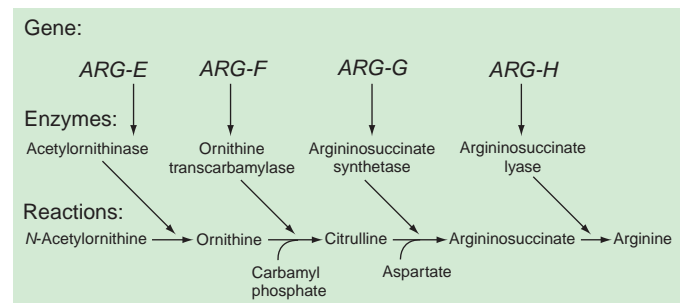 Gene:
ARG-E ARG-F ARG-G ARG-H
Enzymes:
Acetylornithinase
Ornithine
transcarbamylase
Argininosuccinate
synthetase
Argininosuccinate
lyase
Reactions:
N-Acetylornithine Ornithine Citrulline Argininosuccinate Arginine
Carbamyl
phosphate
Aspartate